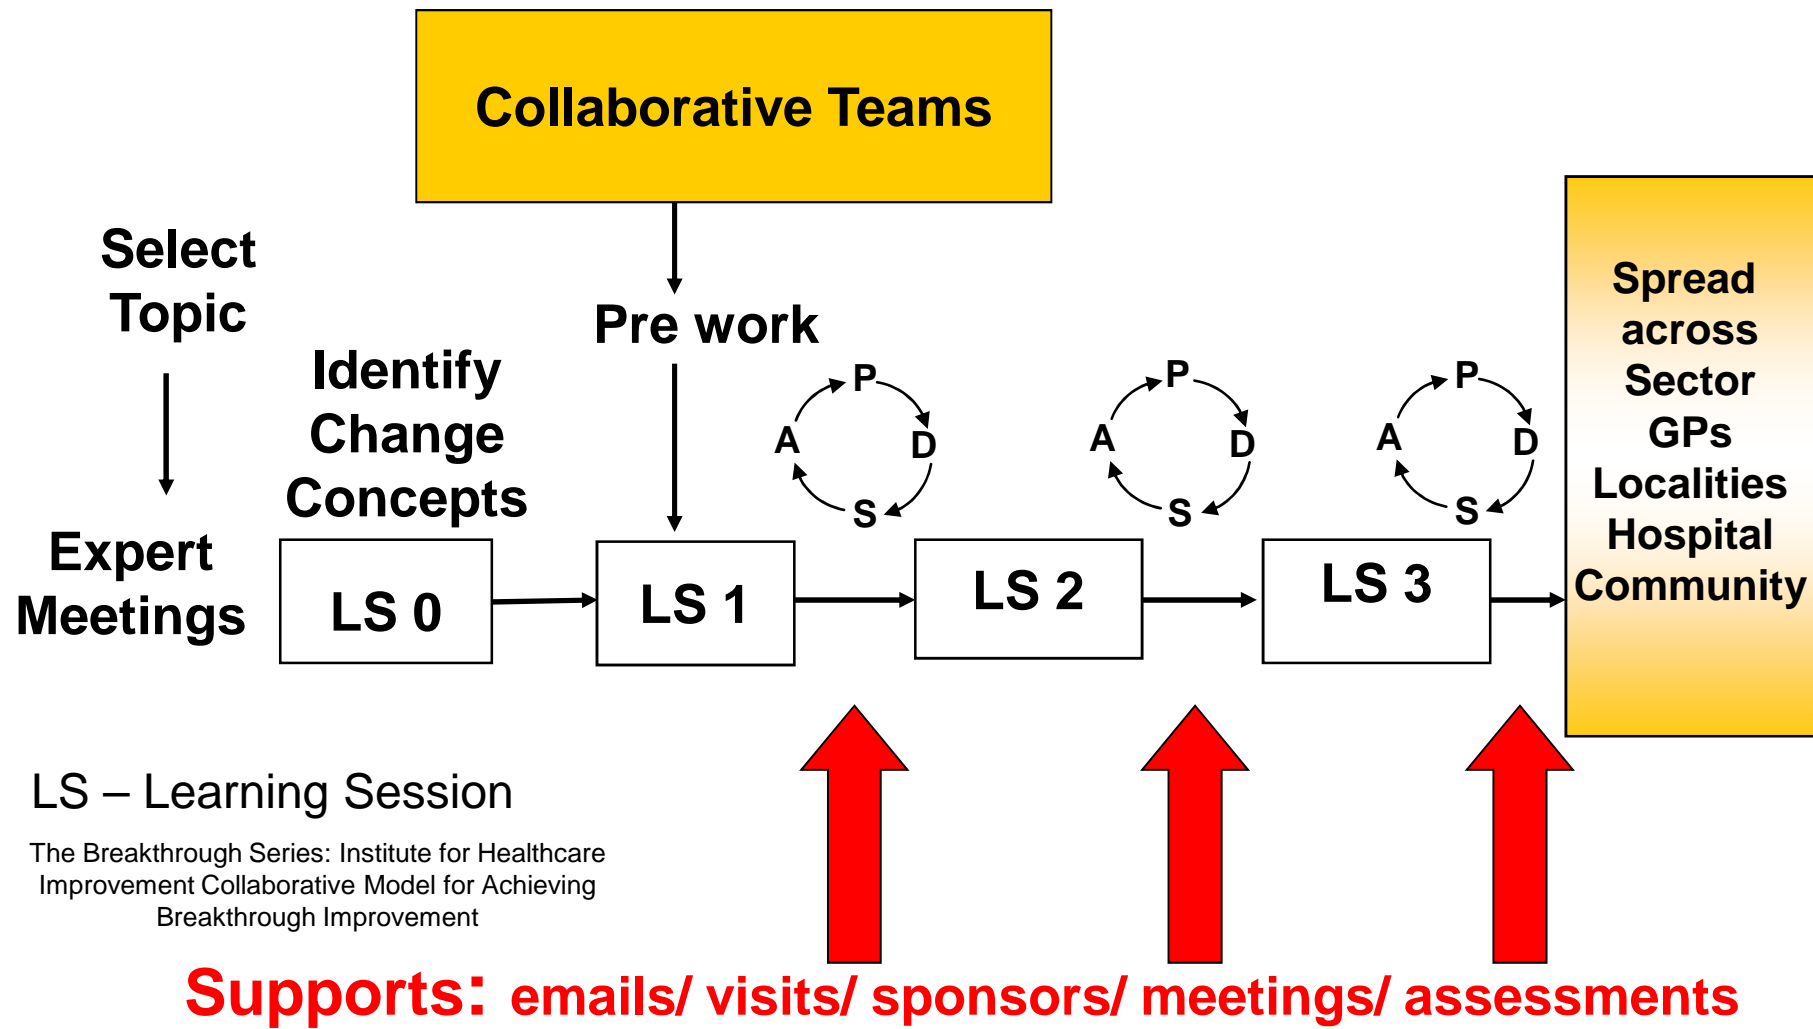 Collaborative Teams
Select
Topic
Expert
Meetings
Identify
Change
Concepts
Pre work
P
A
D
S
P
A
D
S
P
A
D
S
LS 0
LS 1
LS 2
LS 3
Spread
across
Sector
GPs
Localities
Hospital
Community
LS – Learning Session
The Breakthrough Series: Institute for Healthcare
Improvement Collaborative Model for Achieving
Breakthrough Improvement
Supports: emails/ visits/ sponsors/ meetings/ assessments